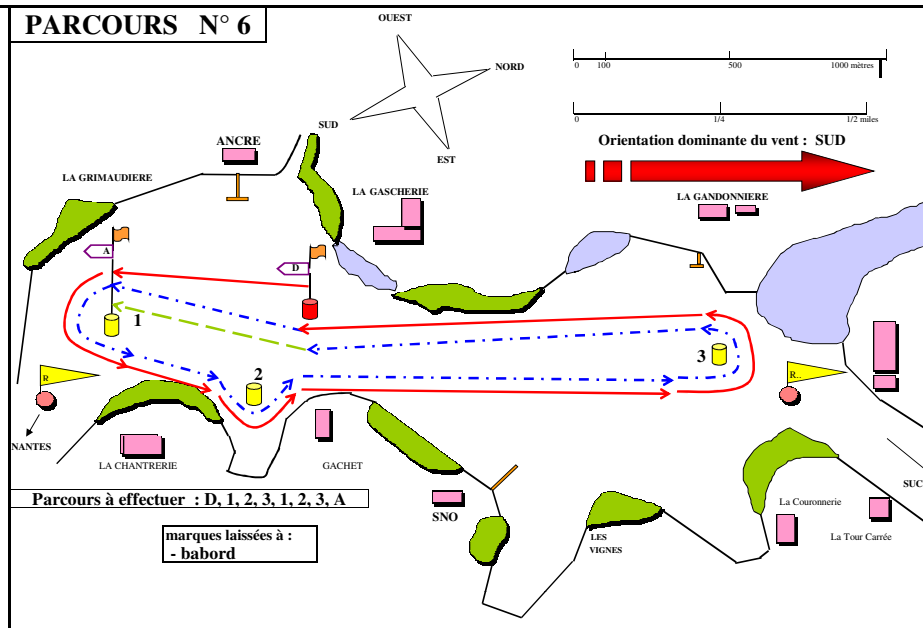 PARCOURS N° 6
OUEST
NORD
SUD
EST
0 100 500 1000 mètres
0 1/4 1/2 miles
Orientation dominante du vent : SUD
ANCRE
LA GRIMAUDIERE
LA GASCHERIE
LA GANDONNIERE
A
D
1
2
3
R
R..
NANTES
LA CHANTRERIE
GACHET
SUC
Parcours à effectuer : D, 1, 2, 3, 1, 2, 3, A
SNO
La Couronnerie
La Tour Carrée
LES
VIGNES
marques laissées à :
- babord